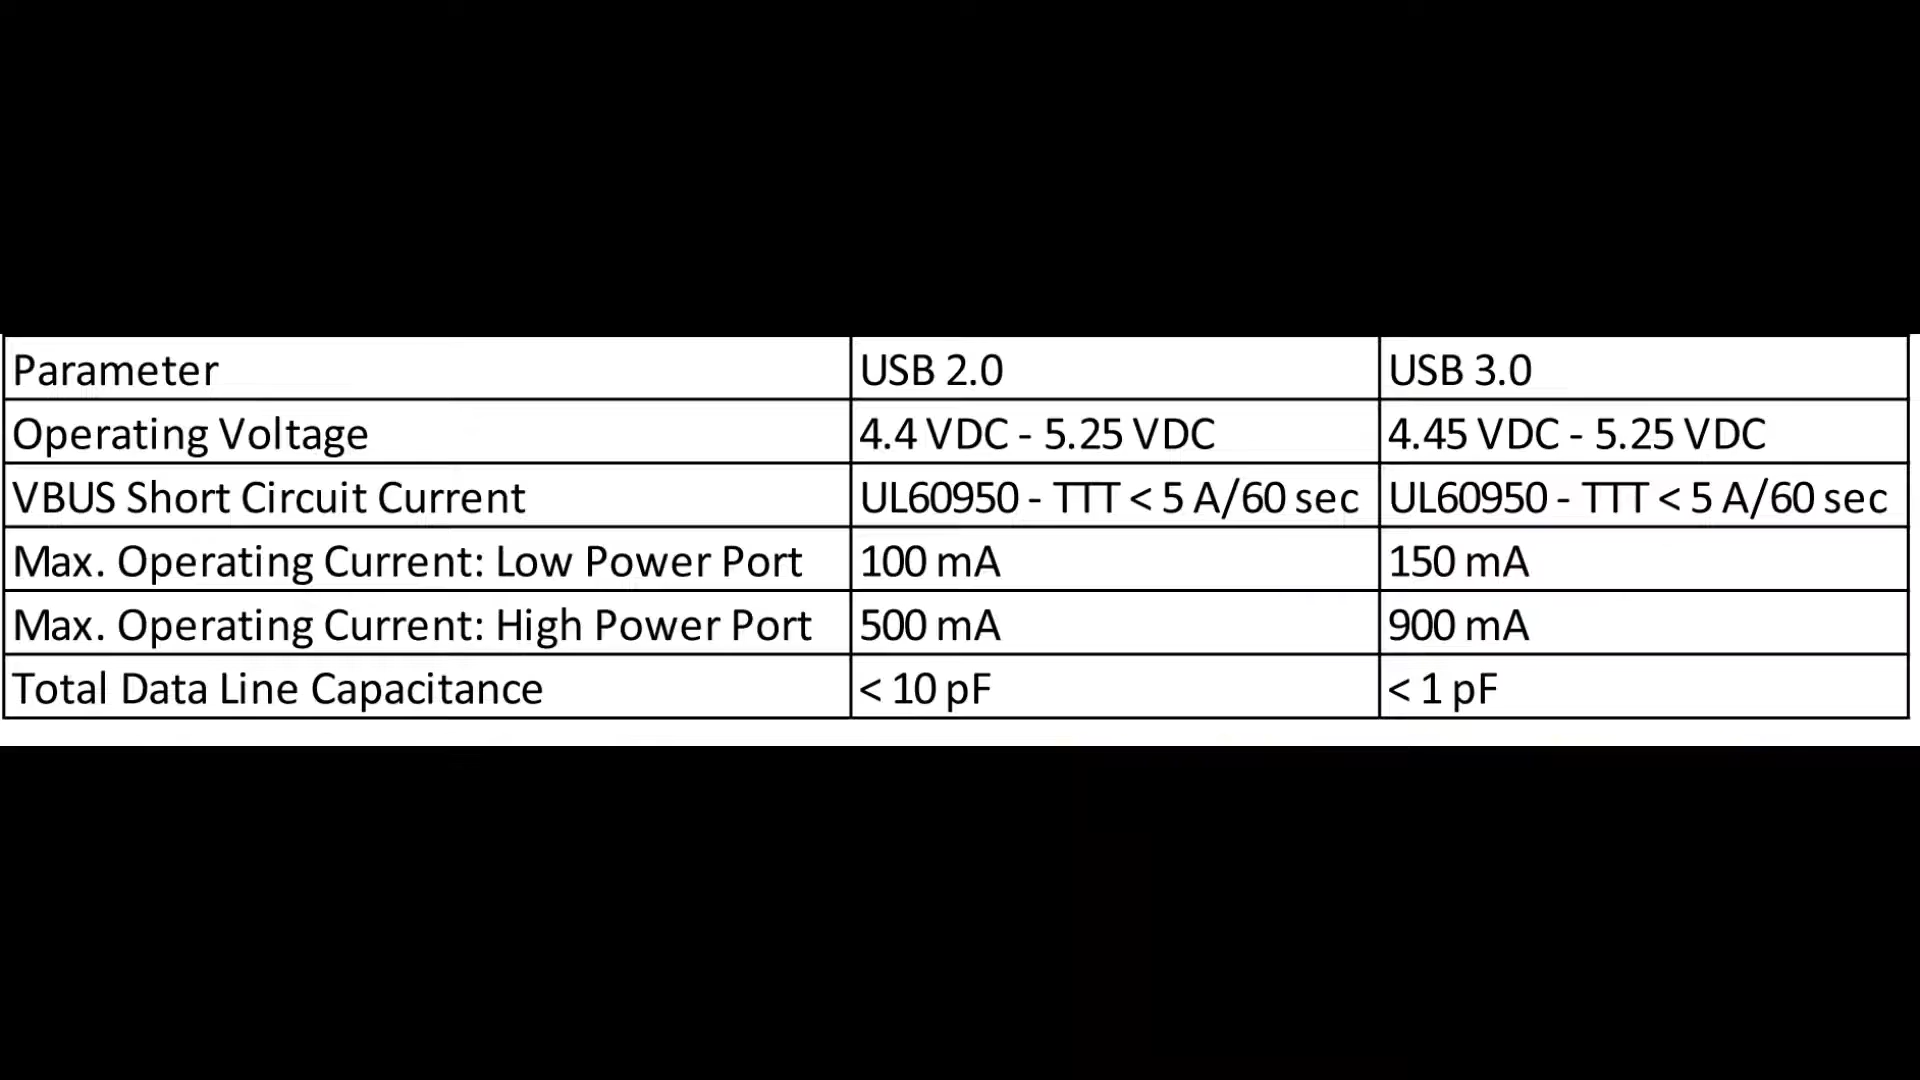 Parameter USB 2.0 USB 3.0
Operating Voltage 4.4 VDC - 5.25 VDC 4.45 VDC - 5.25 VDC
VBUS Short Circuit Current UL60950 - TTT < 5 A/60 sec UL60950 - TTT < 5 A/60 sec
Max. Operating Current: Low Power Port 100 mA 150 mA
Max. Operating Current: High Power Port 500 mA 900 mA
Total Data Line Capacitance < 10 pF < 1 pF